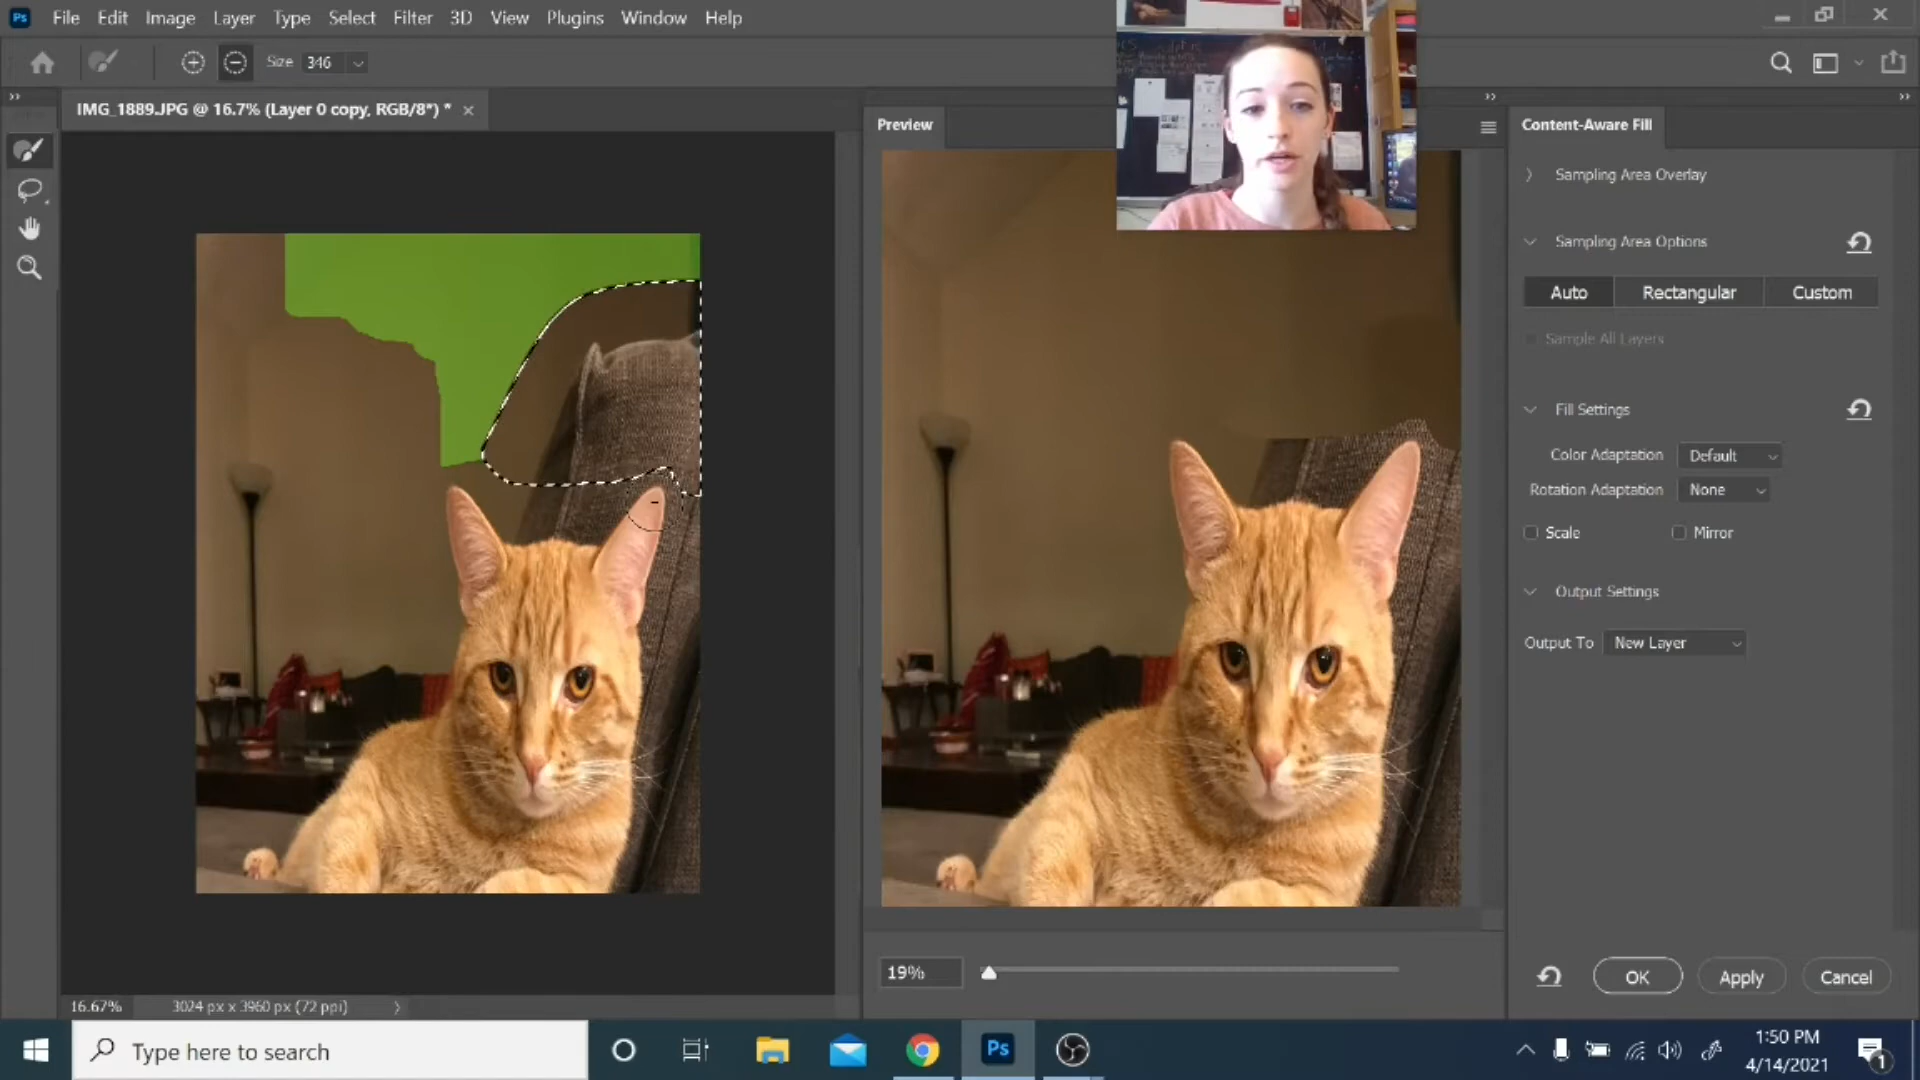 Ps File Edit Image Layer Type Select Filter 3D View Plugins Window Help
Size 346
IMG_1889.JPG @ 16.7% (Layer 0 copy, RGB/8*) *
Preview
Content-Aware Fill
Sampling Area Overlay
Sampling Area Options
Auto Rectangular Custom
Sample All Layers
Fill Settings
Color Adaptation Default
Rotation Adaptation None
Scale Mirror
Output Settings
Output To New Layer
19%
OK Apply Cancel
16.67% 3024 px x 3960 px (72 ppi)
Type here to search
Ps
1:50 PM
4/14/2021
1